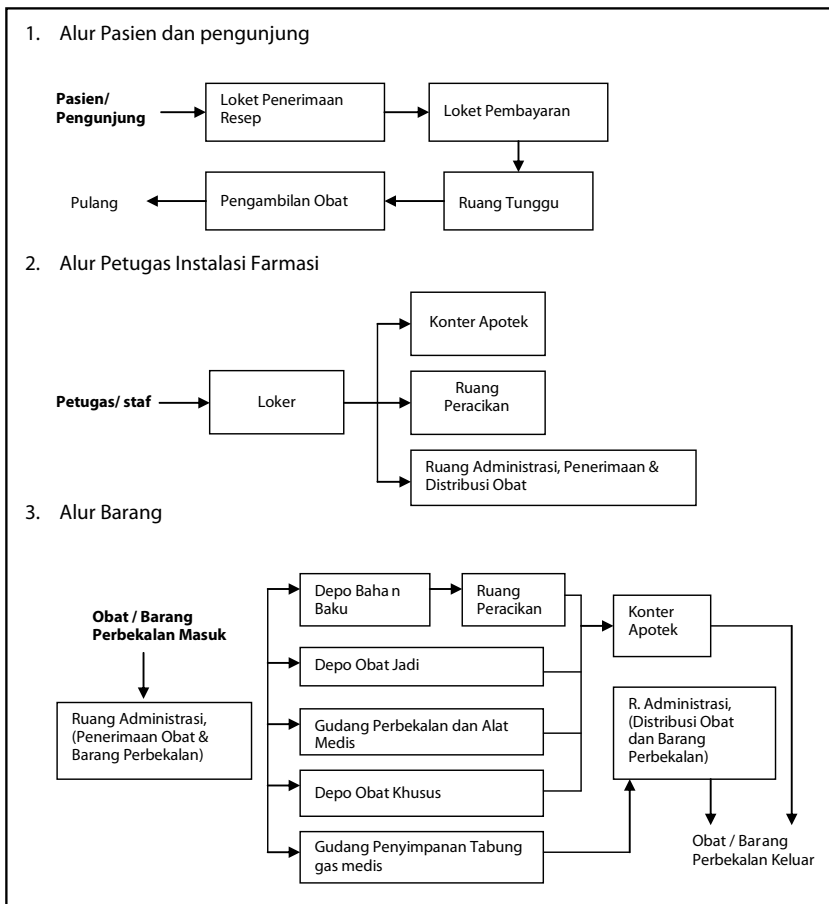 1. Alur Pasien dan pengunjung
Pasien/
Pengunjung
Loket Penerimaan
Resep
Loket Pembayaran
Pulang
Pengambilan Obat
Ruang Tunggu
2. Alur Petugas Instalasi Farmasi
Konter Apotek
Petugas/ staf
Loker
Ruang
Peracikan
Ruang Administrasi, Penerimaan &
Distribusi Obat
3. Alur Barang
Obat / Barang
Perbekalan Masuk
Ruang Administrasi,
(Penerimaan Obat &
Barang Perbekalan)
Depo Baha n
Baku
Ruang
Peracikan
Depo Obat Jadi
Gudang Perbekalan dan Alat
Medis
Depo Obat Khusus
Gudang Penyimpanan Tabung
gas medis
Konter
Apotek
R. Administrasi,
(Distribusi Obat
dan Barang
Perbekalan)
Obat / Barang
Perbekalan Keluar